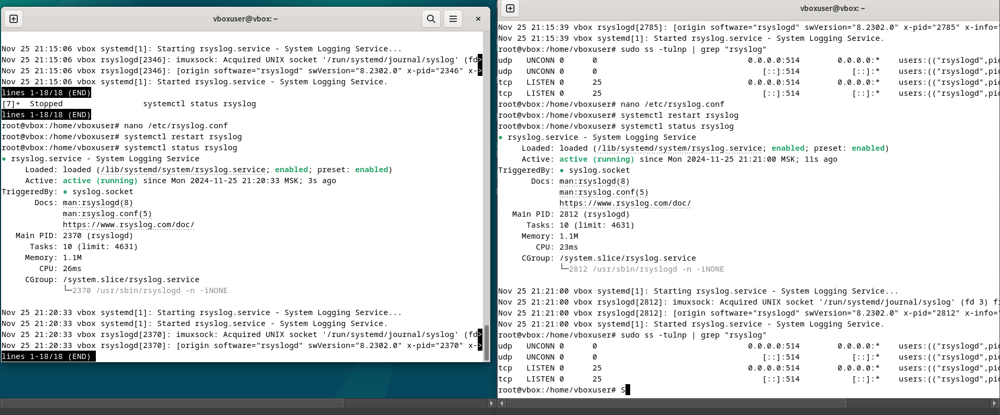 vboxuser@vbox: ~
Nov 25 21:15:06 vbox systemd[1]: Starting rsyslog.service - System Logging Service...
Nov 25 21:15:06 vbox rsyslogd[2346]: imuxsock: Acquired UNIX socket '/run/systemd/journal/syslog' (fd>
Nov 25 21:15:06 vbox rsyslogd[2346]: [origin software="rsyslogd" swVersion="8.2302.0" x-pid="2346" x->
Nov 25 21:15:06 vbox systemd[1]: Started rsyslog.service - System Logging Service.
lines 1-18/18 (END)
[7]+  Stopped                 systemctl status rsyslog
lines 1-18/18 (END)
root@vbox:/home/vboxuser# nano /etc/rsyslog.conf
root@vbox:/home/vboxuser# systemctl restart rsyslog
root@vbox:/home/vboxuser# systemctl status rsyslog
● rsyslog.service - System Logging Service
Loaded: loaded (/lib/systemd/system/rsyslog.service; enabled; preset: enabled)
Active: active (running) since Mon 2024-11-25 21:20:33 MSK; 3s ago
TriggeredBy: ● syslog.socket
Docs: man:rsyslogd(8)
man:rsyslog.conf(5)
https://www.rsyslog.com/doc/
Main PID: 2370 (rsyslogd)
Tasks: 10 (limit: 4631)
Memory: 1.1M
CPU: 26ms
CGroup: /system.slice/rsyslog.service
└─2370 /usr/sbin/rsyslogd -n -iNONE
Nov 25 21:20:33 vbox systemd[1]: Starting rsyslog.service - System Logging Service...
Nov 25 21:20:33 vbox systemd[1]: Started rsyslog.service - System Logging Service.
Nov 25 21:20:33 vbox rsyslogd[2370]: imuxsock: Acquired UNIX socket '/run/systemd/journal/syslog' (fd>
Nov 25 21:20:33 vbox rsyslogd[2370]: [origin software="rsyslogd" swVersion="8.2302.0" x-pid="2370" x->
lines 1-18/18 (END)
vboxuser@vbox: ~
Nov 25 21:15:39 vbox rsyslogd[2785]: [origin software="rsyslogd" swVersion="8.2302.0" x-pid="2785" x-info="
Nov 25 21:15:39 vbox systemd[1]: Started rsyslog.service - System Logging Service.
root@vbox:/home/vboxuser# sudo ss -tulnp | grep "rsyslog"
udp   UNCONN 0      0      0.0.0.0:514        0.0.0.0:*    users:(("rsyslogd",pid
udp   UNCONN 0      0      [::]:514           [::]:*    users:(("rsyslogd",pid
tcp   LISTEN 0      25     0.0.0.0:514        0.0.0.0:*    users:(("rsyslogd",pid
tcp   LISTEN 0      25     [::]:514           [::]:*    users:(("rsyslogd",pid
root@vbox:/home/vboxuser# nano /etc/rsyslog.conf
root@vbox:/home/vboxuser# systemctl restart rsyslog
root@vbox:/home/vboxuser# systemctl status rsyslog
● rsyslog.service - System Logging Service
Loaded: loaded (/lib/systemd/system/rsyslog.service; enabled; preset: enabled)
Active: active (running) since Mon 2024-11-25 21:21:00 MSK; 11s ago
TriggeredBy: ● syslog.socket
Docs: man:rsyslogd(8)
man:rsyslog.conf(5)
https://www.rsyslog.com/doc/
Main PID: 2812 (rsyslogd)
Tasks: 10 (limit: 4631)
Memory: 1.1M
CPU: 23ms
CGroup: /system.slice/rsyslog.service
└─2812 /usr/sbin/rsyslogd -n -iNONE
Nov 25 21:21:00 vbox systemd[1]: Starting rsyslog.service - System Logging Service...
Nov 25 21:21:00 vbox rsyslogd[2812]: imuxsock: Acquired UNIX socket '/run/systemd/journal/syslog' (fd 3) fr
Nov 25 21:21:00 vbox rsyslogd[2812]: [origin software="rsyslogd" swVersion="8.2302.0" x-pid="2812" x-info="
Nov 25 21:21:00 vbox systemd[1]: Started rsyslog.service - System Logging Service.
root@vbox:/home/vboxuser# sudo ss -tulnp | grep "rsyslog"
udp   UNCONN 0      0      0.0.0.0:514        0.0.0.0:*    users:(("rsyslogd",pid
udp   UNCONN 0      0      [::]:514           [::]:*    users:(("rsyslogd",pid
tcp   LISTEN 0      25     0.0.0.0:514        0.0.0.0:*    users:(("rsyslogd",pid
tcp   LISTEN 0      25     [::]:514           [::]:*    users:(("rsyslogd",pid
root@vbox:/home/vboxuser# S